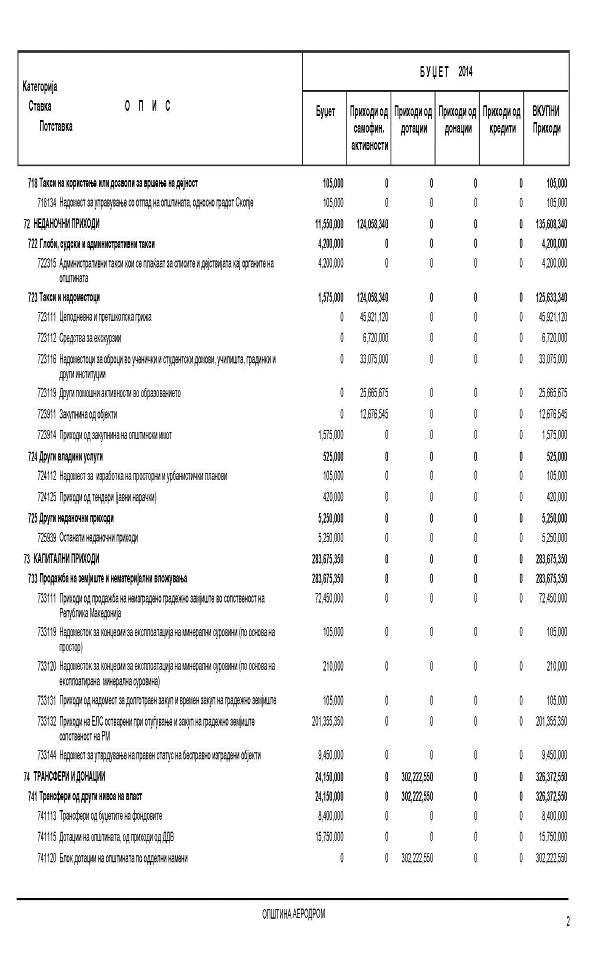 БУЏЕТ 2014
Категорија
Ставка О П И С
Потставка
Буџет Приходи од Приходи од Приходи од Приходи од ВКУПНИ
самофин. дотации донации кредити Приходи
активности
718 Такси на користење или дозволи за вршење на дејност 105,000 0 0 0 0 105,000
718134 Надомест за управување со отпад на општината, односно градот Скопје 105,000 0 0 0 0 105,000
72 НЕДАНОЧНИ ПРИХОДИ 11,550,000 124,058,340 0 0 0 135,608,340
722 Глоби, судски и административни такси 4,200,000 0 0 0 0 4,200,000
722315 Административни такси кои се плаќаат за списите и дејствијата кај органите на 4,200,000 0 0 0 0 4,200,000
општината
723 Такси и надоместоци 1,575,000 124,058,340 0 0 0 125,633,340
723111 Целодневна и претшколска грижа 0 45,921,120 0 0 0 45,921,120
723112 Средства за екскурзии 0 6,720,000 0 0 0 6,720,000
723116 Надоместоци за оброци во ученички и студентски домови, училишта, градинки и 0 33,075,000 0 0 0 33,075,000
други институции
723119 Други помошни активности во образованието 0 25,665,675 0 0 0 25,665,675
723911 Закупнина од објекти 0 12,676,545 0 0 0 12,676,545
723914 Приходи од закупнина на општински имот 1,575,000 0 0 0 0 1,575,000
724 Други владини услуги 525,000 0 0 0 0 525,000
724112 Надомест за изработка на просторни и урбанистички планови 105,000 0 0 0 0 105,000
724125 Приходи од тендери (јавни нарачки) 420,000 0 0 0 0 420,000
725 Други неданочни приходи 5,250,000 0 0 0 0 5,250,000
725939 Останати неданочни приходи 5,250,000 0 0 0 0 5,250,000
73 КАПИТАЛНИ ПРИХОДИ 283,675,350 0 0 0 0 283,675,350
733 Продажба на земјиште и нематеријални вложувања 283,675,350 0 0 0 0 283,675,350
733111 Приходи од продажба на неизградено градежно земјиште во сопственост на 72,450,000 0 0 0 0 72,450,000
Република Македонија
733119 Надоместок за концесии за експлоатација на минерални суровини (по основа на 105,000 0 0 0 0 105,000
простор)
733120 Надоместок за концесии за експлоатација на минерални суровини (по основа на 210,000 0 0 0 0 210,000
експлоатирана минерална суровина)
733131 Приходи од надомест за долготраен закуп и времен закуп на градежно земјиште 105,000 0 0 0 0 105,000
733132 Приходи на ЕЛС остварени при отуѓување и закуп на градежно земјиште 201,355,350 0 0 0 0 201,355,350
сопственост на РМ
733144 Надомест за утврдување на правен статус на бесправно изградени објекти 9,450,000 0 0 0 0 9,450,000
74 ТРАНСФЕРИ И ДОНАЦИИ 24,150,000 0 302,222,550 0 0 326,372,550
741 Трансфери од други нивоа на власт 24,150,000 0 302,222,550 0 0 326,372,550
741113 Трансфери од буџетите на фондовите 8,400,000 0 0 0 0 8,400,000
741115 Дотации на општината, од приходи од ДДВ 15,750,000 0 0 0 0 15,750,000
741120 Блок дотации на општината по одделни намени 0 0 302,222,550 0 0 302,222,550
ОПШТИНА АЕРОДРОМ
2